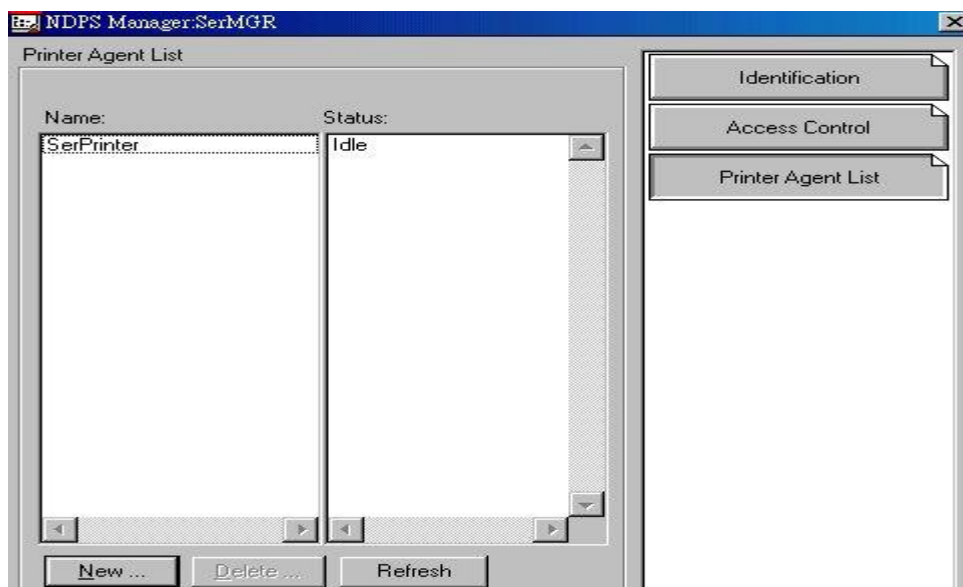 NDPS Manager:SerMGR
Printer Agent List
Name:
Status:
SerPrinter
Idle
New ...
Delete ...
Refresh
Identification
Access Control
Printer Agent List